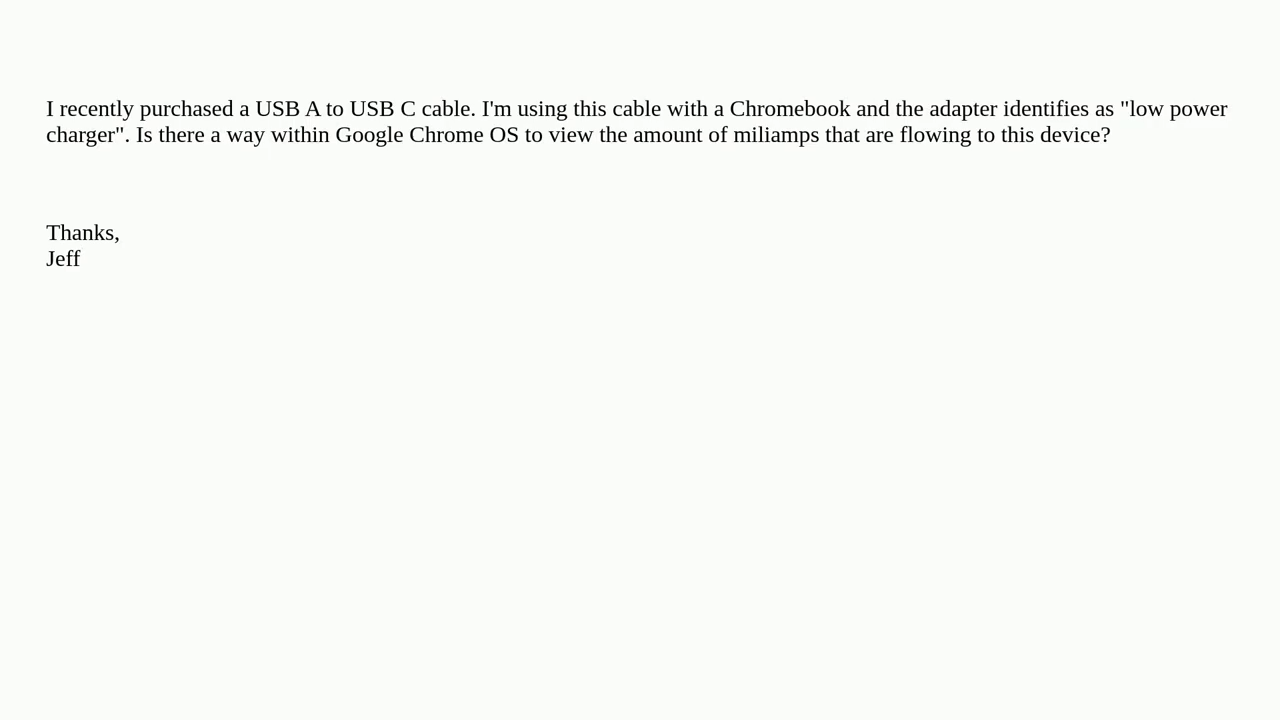 I recently purchased a USB A to USB C cable. I'm using this cable with a Chromebook and the adapter identifies as "low power
charger". Is there a way within Google Chrome OS to view the amount of miliamps that are flowing to this device?
Thanks,
Jeff